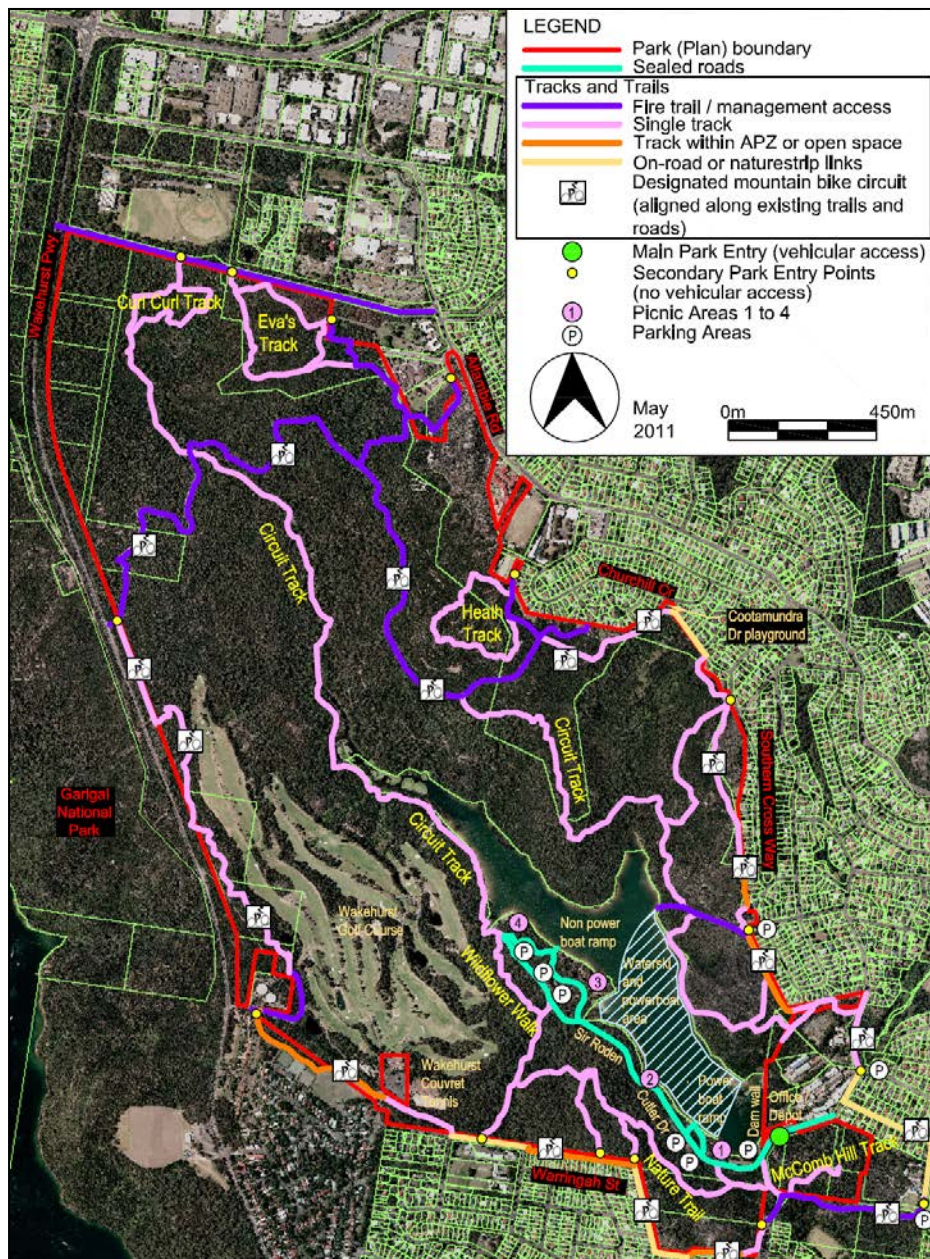 LEGEND
Park (Plan) boundary
Sealed roads
Tracks and Trails
Fire trail / management access
Single track
Track within APZ or open space
On-road or naturestrip links
Designated mountain bike circuit
(aligned along existing trails and
roads)
Main Park Entry (vehicular access)
Secondary Park Entry Points
(no vehicular access)
1
Picnic Areas 1 to 4
P
Parking Areas
May
2011
0m
450m
Wakehurst Pwy
Curl Curl Track
Eva's
Track
Allambie Rd
Circuit Track
Heath
Track
Churchill Cr
Cootamundra
Dr playground
Circuit
Track
Southern Cross Way
Garigal
National
Park
Circuit Track
Wakehurst
Golf Course
Wildflower Walk
4
P
P
P
3
Non power
boat ramp
Waterski
and
powerboat
area
Sir Roden
2
Cutler Dr
Power
boat
ramp
Dam wall
Office
Depot
P
P
Wakehurst
Couvret
Tennis
P
P
1
P
McComb Hill Track
Warringah St
Nature Trail
P